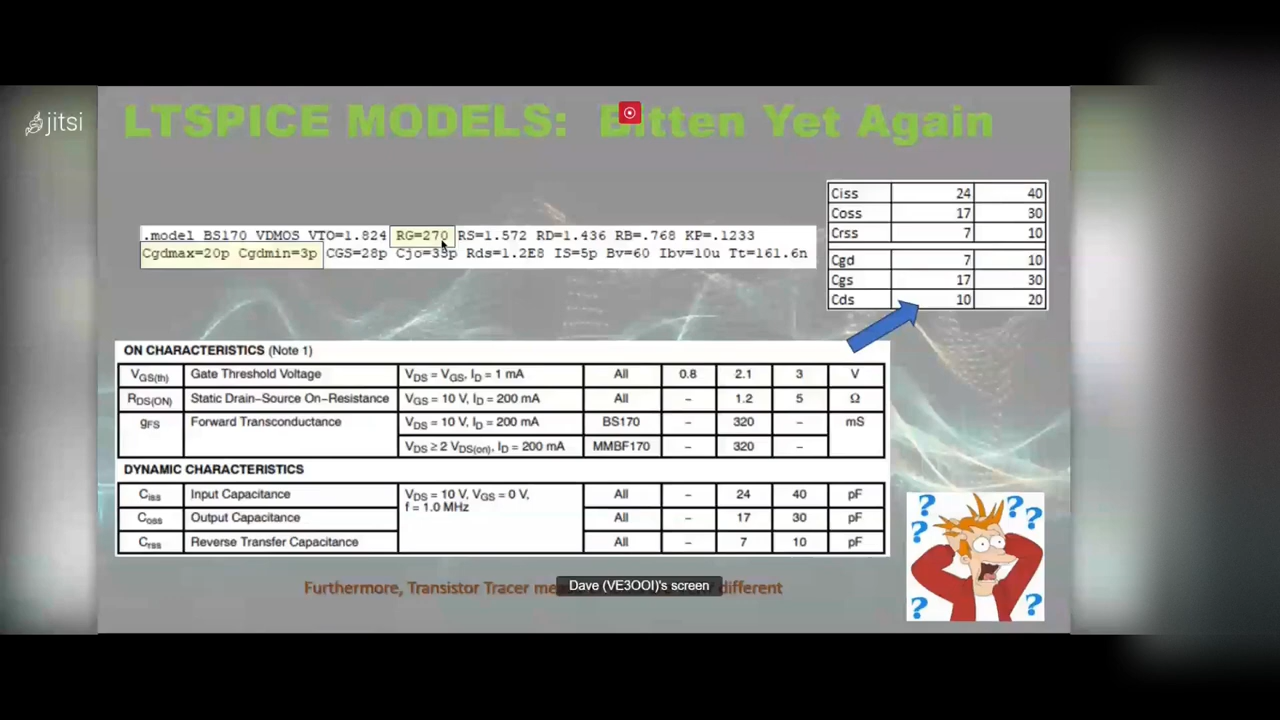 jitsi
LTSPICE MODELS: Bitten Yet Again
.model BS170 VDMOS VTO=1.824 RG=270 RS=1.572 RD=1.436 RB=.768 KP=.1233
Cgdmax=20p Cgdmin=3p CGS=28p Cjo=35p Rds=1.2E8 IS=5p Bv=60 Ibv=10u Tt=161.6n
Ciss 24 40
Coss 17 30
Crss 7 10
Cgd 7 10
Cgs 17 30
Cds 10 20
ON CHARACTERISTICS (Note 1)
VGS(th) Gate Threshold Voltage VDS = VGS, ID = 1 mA All 0.8 2.1 3 V
RDS(ON) Static Drain−Source On−Resistance VGS = 10 V, ID = 200 mA All − 1.2 5 Ω
gFS Forward Transconductance VDS = 10 V, ID = 200 mA BS170 − 320 − mS
VDS ≥ 2 VDS(on), ID = 200 mA MMBF170 − 320 −
DYNAMIC CHARACTERISTICS
Ciss Input Capacitance VDS = 10 V, VGS = 0 V, All − 24 40 pF
f = 1.0 MHz
Coss Output Capacitance All − 17 30 pF
Crss Reverse Transfer Capacitance All − 7 10 pF
? ? ? ? ? ?
Furthermore, Transistor Tracer different
Dave (VE3OOI)'s screen